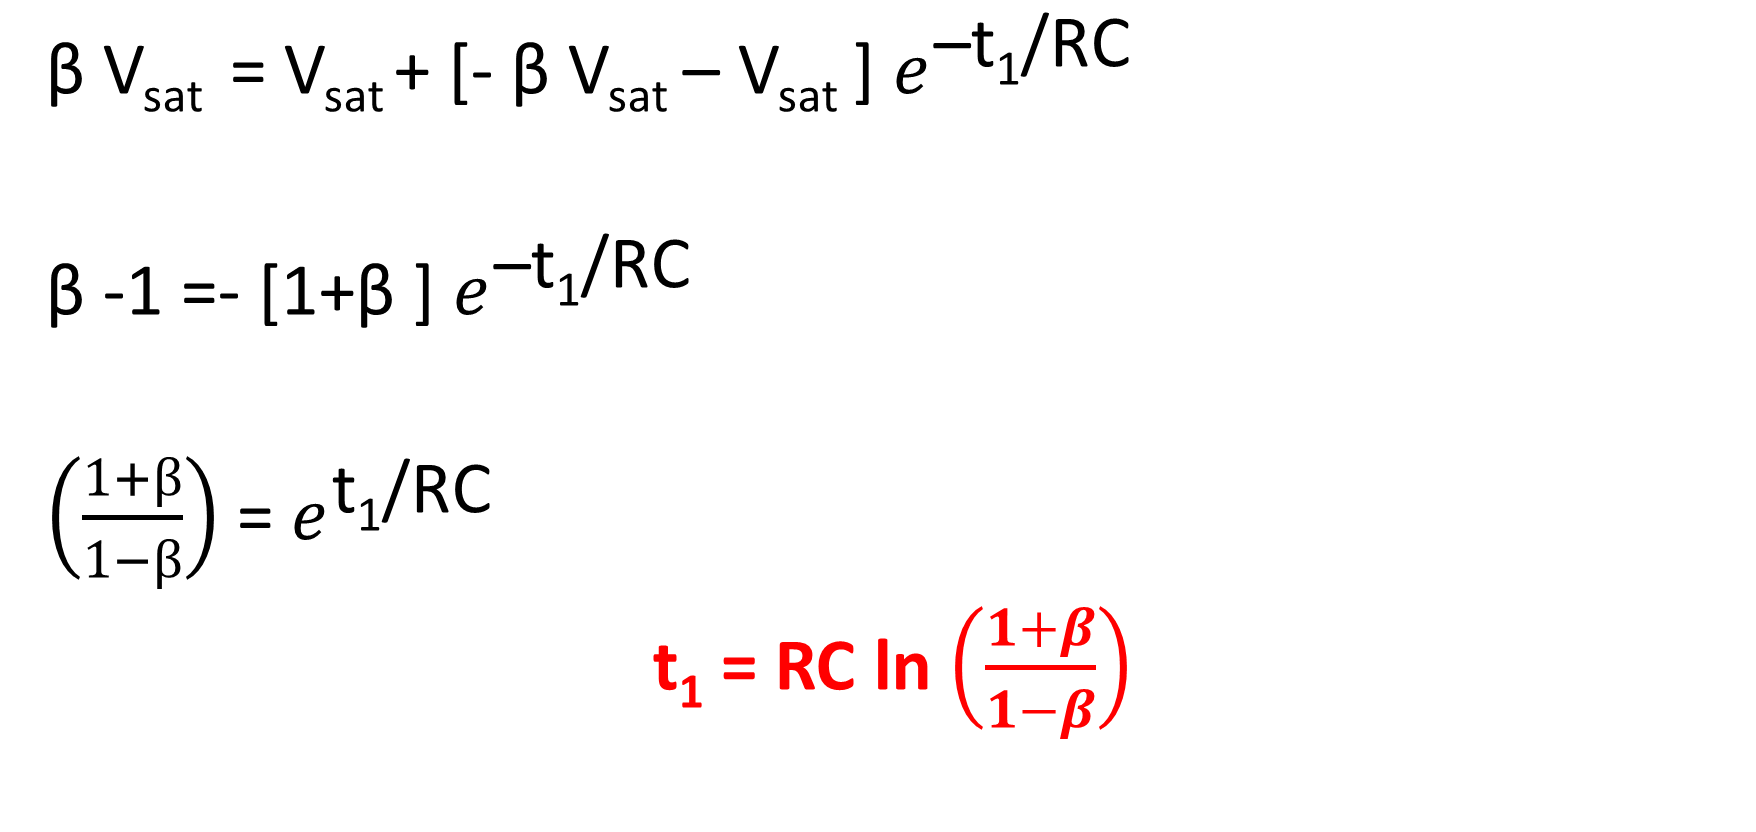 β V_sat = V_sat + [- β V_sat – V_sat ] e^{–t_1/RC}
β -1 =- [1+β ] e^{–t_1/RC}
((1+β)/(1−β)) = e^{t_1/RC}
t_1 = RC ln ((1+β)/(1−β))